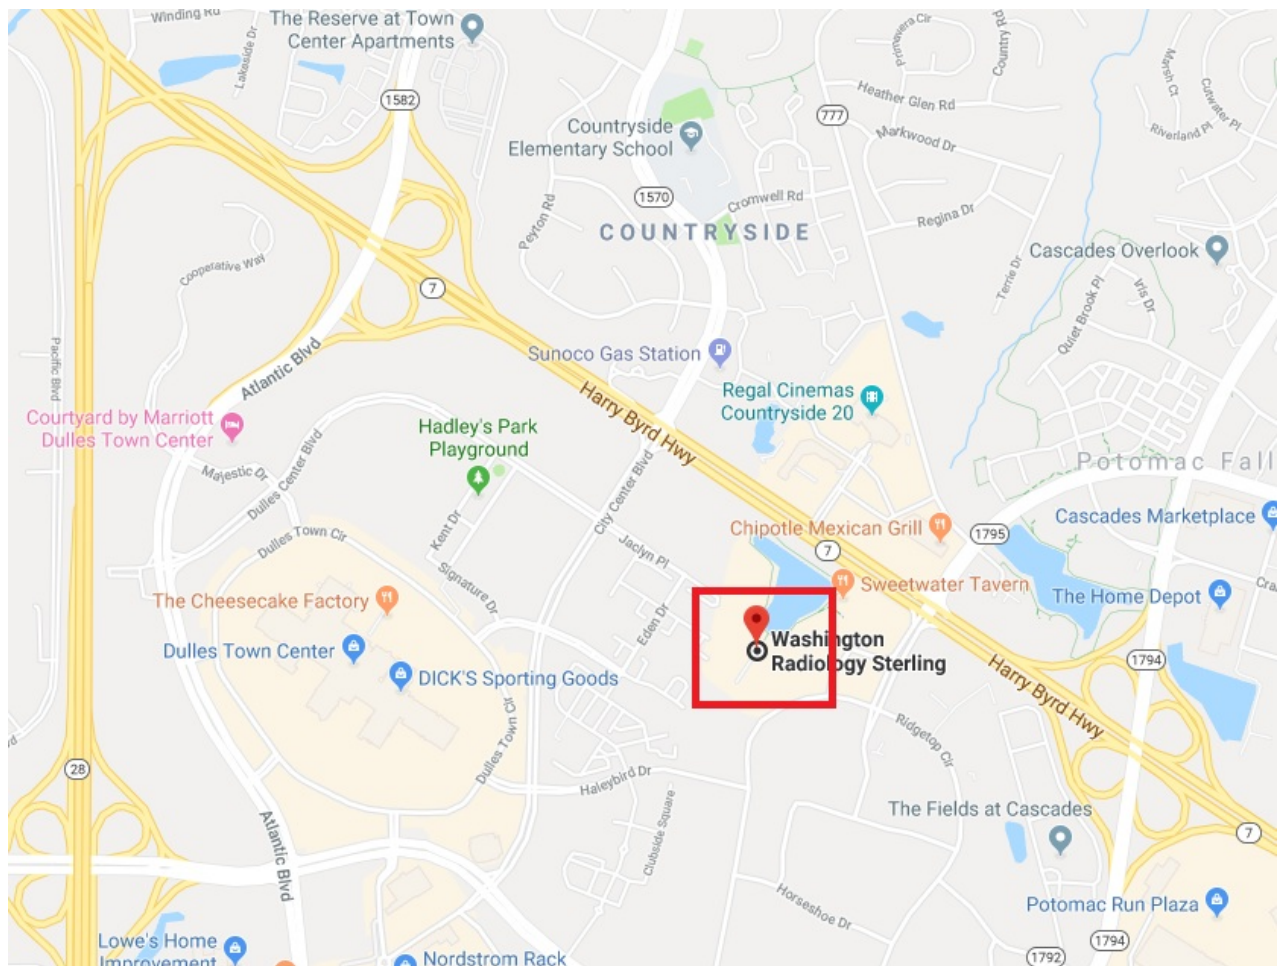 Winding Rd
The Reserve at Town
Center Apartments
Lakeside Dr
1582
Primavera Cir
Country Rd
Marsh Ct
Cutwater Pl
Riverland Pl
Heather Glen Rd
777
Markwood Dr
Countryside
Elementary School
1570
Cromwell Rd
Regina Dr
Peyton Rd
COUNTRYSIDE
Cascades Overlook
Terrie Dr
Iris Dr
Quiet Brook Pl
Cooperative Way
7
Pacific Blvd
Atlantic Blvd
Sunoco Gas Station
Harry Byrd Hwy
Regal Cinemas
Countryside 20
Courtyard by Marriott
Dulles Town Center
Hadley's Park
Playground
Majestic Dr
Dulles Center Blvd
City Center Blvd
Potomac Fall
Kent Dr
Dulles Town Cir
Jaclyn Pl
Chipotle Mexican Grill
7
1795
Cascades Marketplace
Signature Dr
Sweetwater Tavern
The Cheesecake Factory
Eden Dr
The Home Depot
Cra
Dulles Town Center
DICK'S Sporting Goods
Washington
Radiology Sterling
1794
Harry Byrd Hwy
Dulles Town Cir
Ridgetop Cir
28
Haleybird Dr
Clubside Square
The Fields at Cascades
7
Atlantic Blvd
Horseshoe Dr
Potomac Run Plaza
Lowe's Home
Improvement
Nordstrom Rack
1792
1794